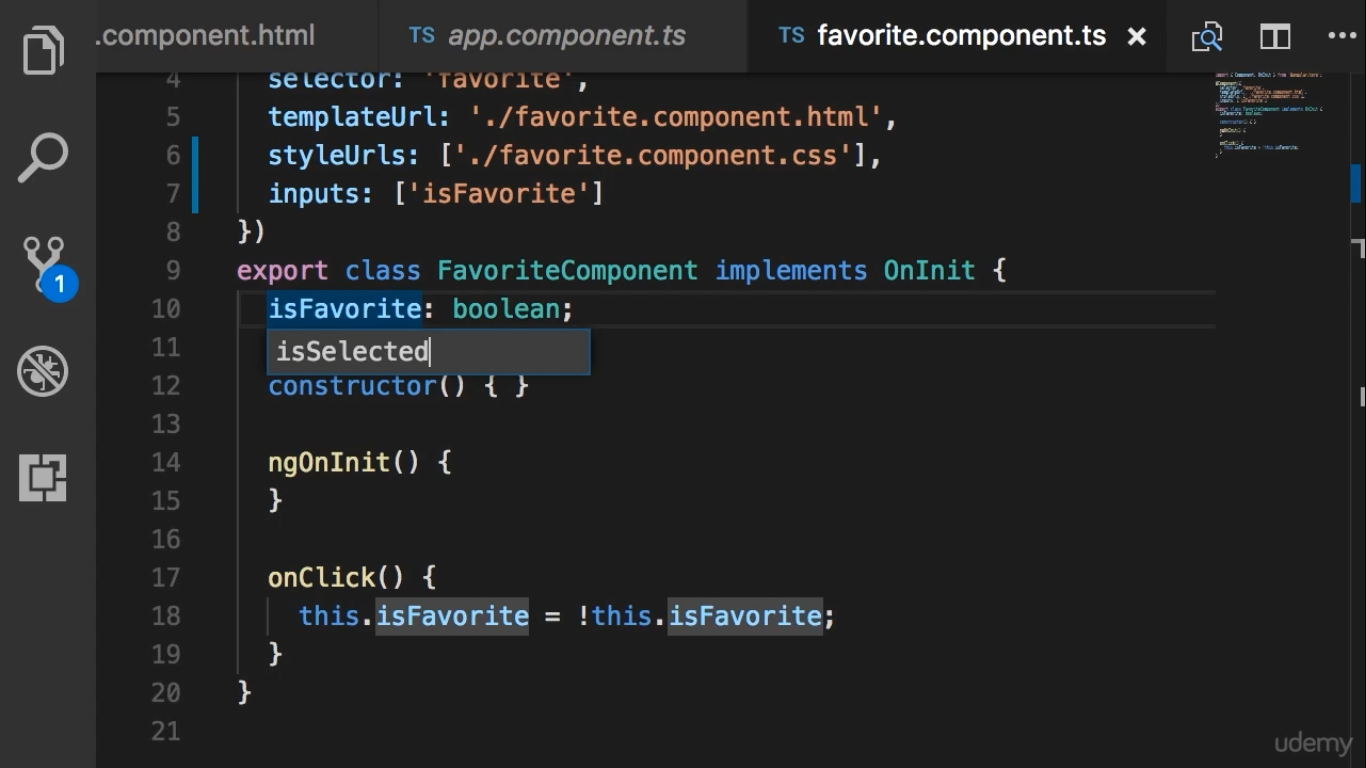 .component.html
TS app.component.ts
TS favorite.component.ts
4 selector: 'favorite',
5 templateUrl: './favorite.component.html',
6 styleUrls: ['./favorite.component.css'],
7 inputs: ['isFavorite']
8 })
9 export class FavoriteComponent implements OnInit {
10 isFavorite: boolean;
11 isSelected
12 constructor() { }
13
14 ngOnInit() {
15 }
16
17 onClick() {
18 this.isFavorite = !this.isFavorite;
19 }
20 }
21
1
udemy